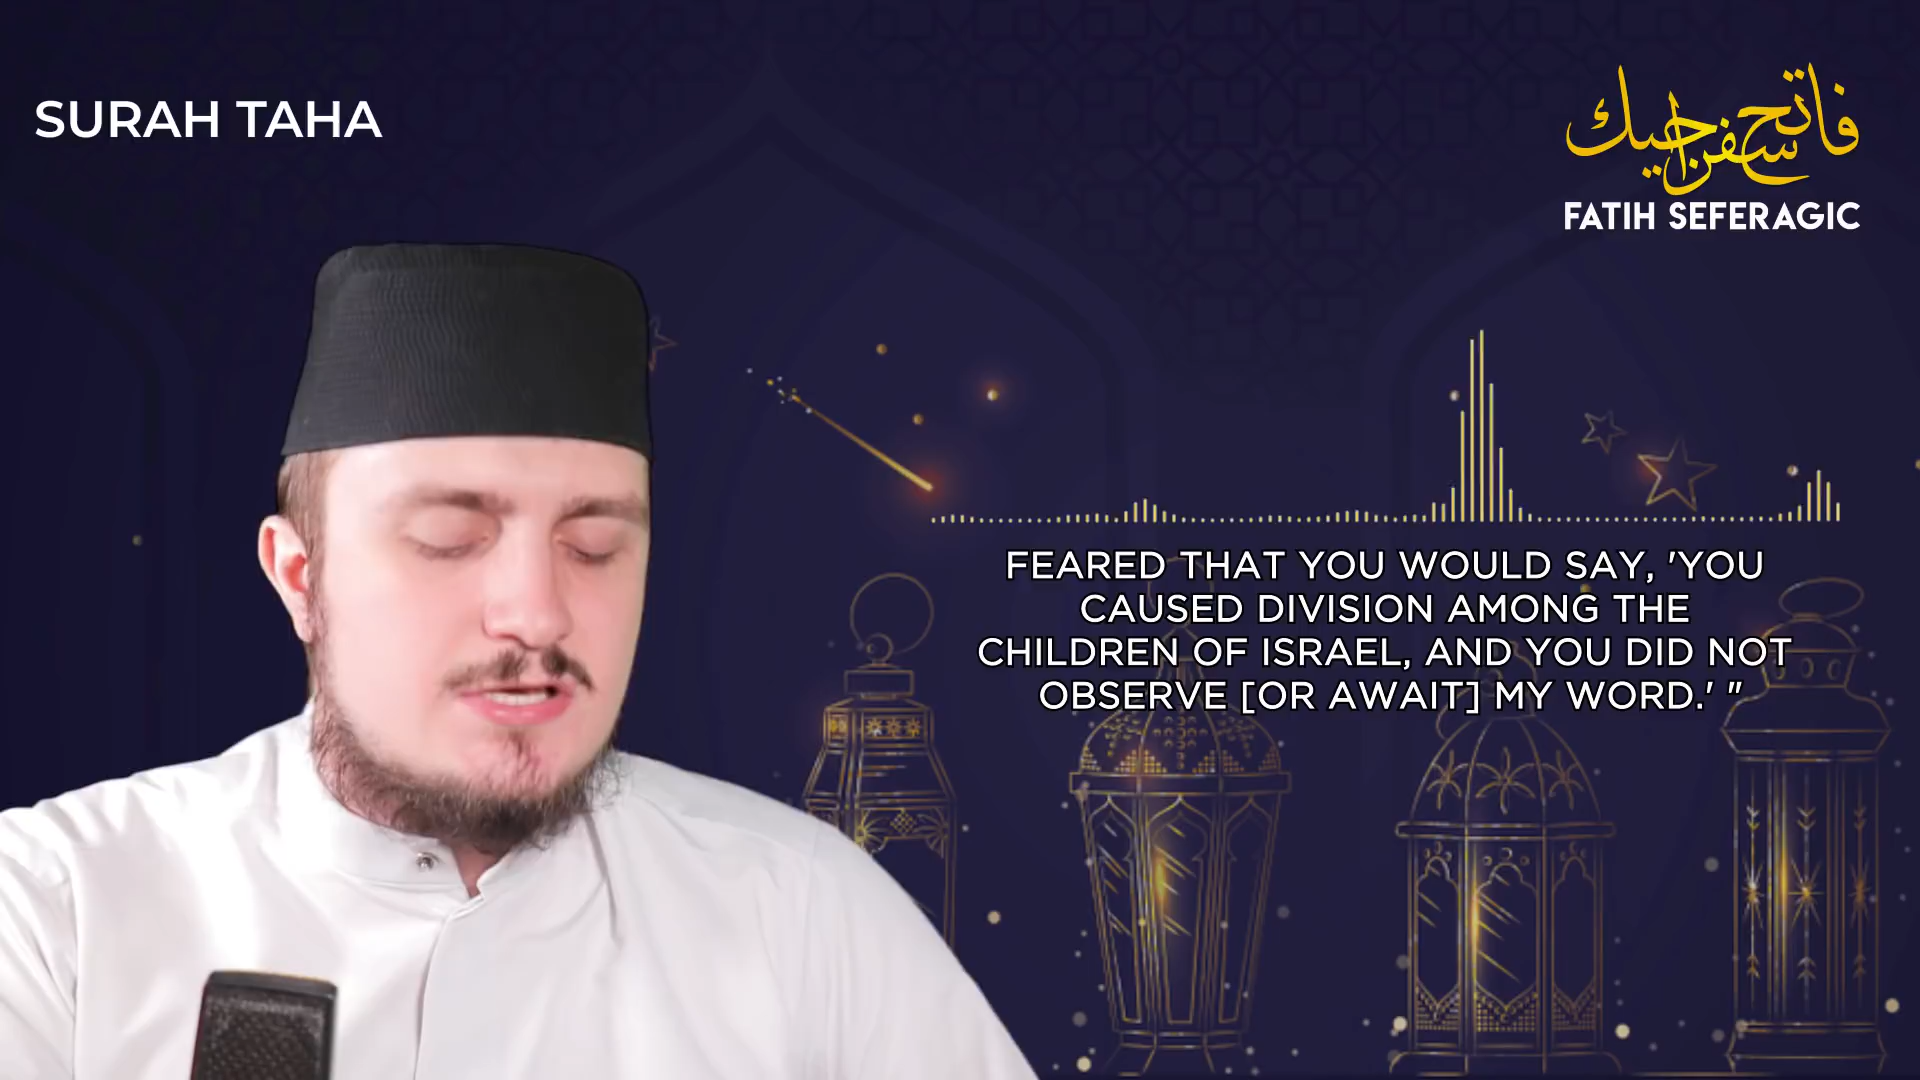 SURAH TAHA
فاتح سفراجيك
FATIH SEFERAGIC
FEARED THAT YOU WOULD SAY, 'YOU
CAUSED DIVISION AMONG THE
CHILDREN OF ISRAEL, AND YOU DID NOT
OBSERVE [OR AWAIT] MY WORD.' "